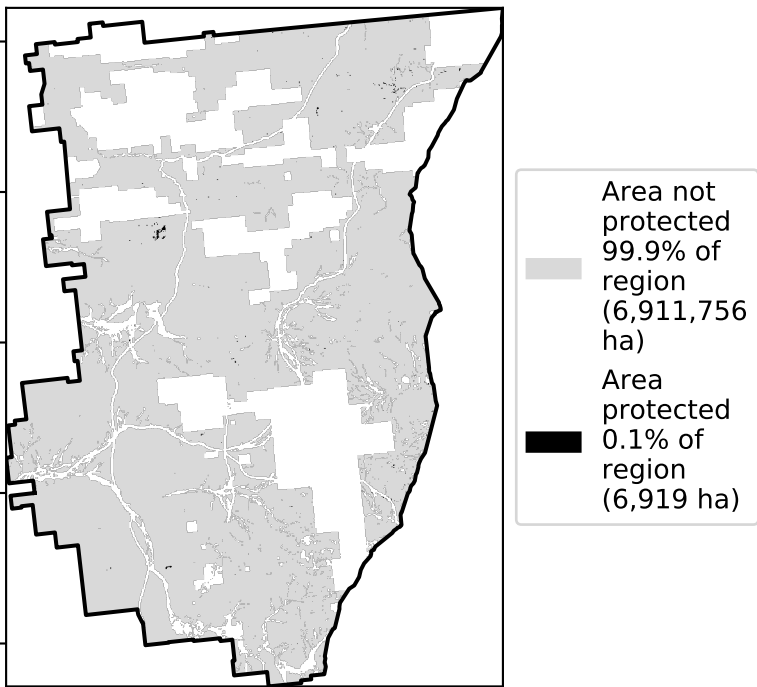 Area not
protected
99.9% of
region
(6,911,756
ha)
Area
protected
0.1% of
region
(6,919 ha)